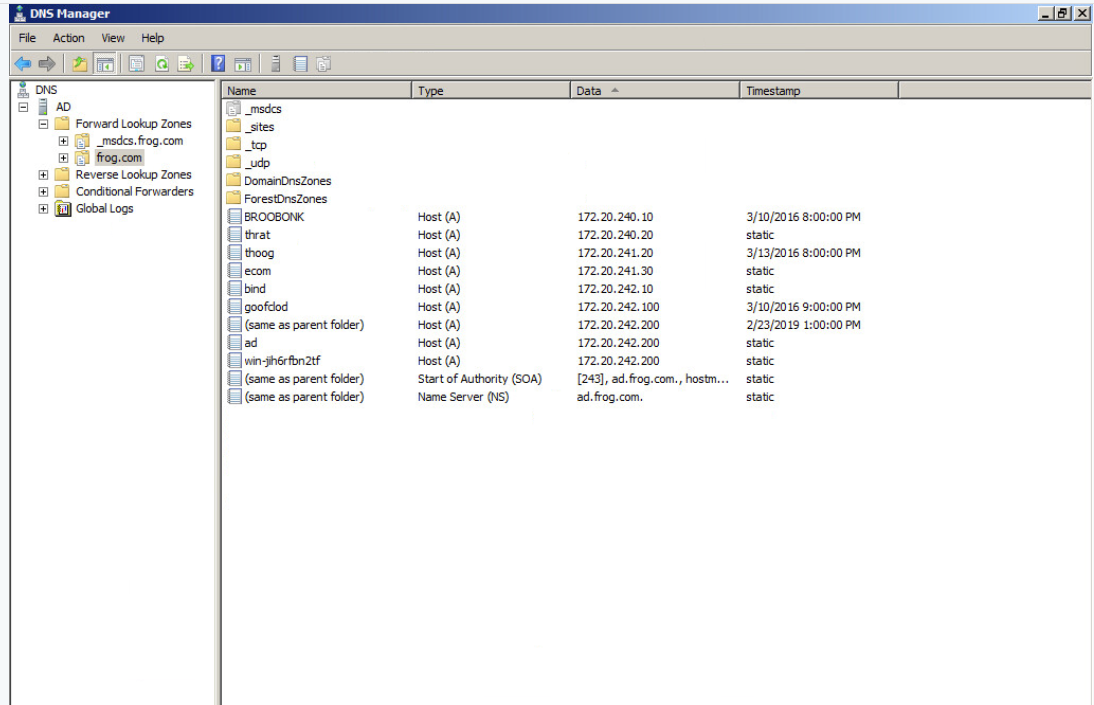 DNS Manager
File Action View Help
DNS
AD
Forward Lookup Zones
_msdcs.frog.com
frog.com
Reverse Lookup Zones
Conditional Forwarders
Global Logs
Name Type Data Timestamp
_msdcs
_sites
_tcp
_udp
DomainDnsZones
ForestDnsZones
BROOBONK Host (A) 172.20.240.10 3/10/2016 8:00:00 PM
thrat Host (A) 172.20.240.20 static
thoog Host (A) 172.20.241.20 3/13/2016 8:00:00 PM
ecom Host (A) 172.20.241.30 static
bind Host (A) 172.20.242.10 static
goofclod Host (A) 172.20.242.100 3/10/2016 9:00:00 PM
(same as parent folder) Host (A) 172.20.242.200 2/23/2019 1:00:00 PM
ad Host (A) 172.20.242.200 static
win-jih6rfbn2tf Host (A) 172.20.242.200 static
(same as parent folder) Start of Authority (SOA) [243], ad.frog.com., hostm... static
(same as parent folder) Name Server (NS) ad.frog.com. static